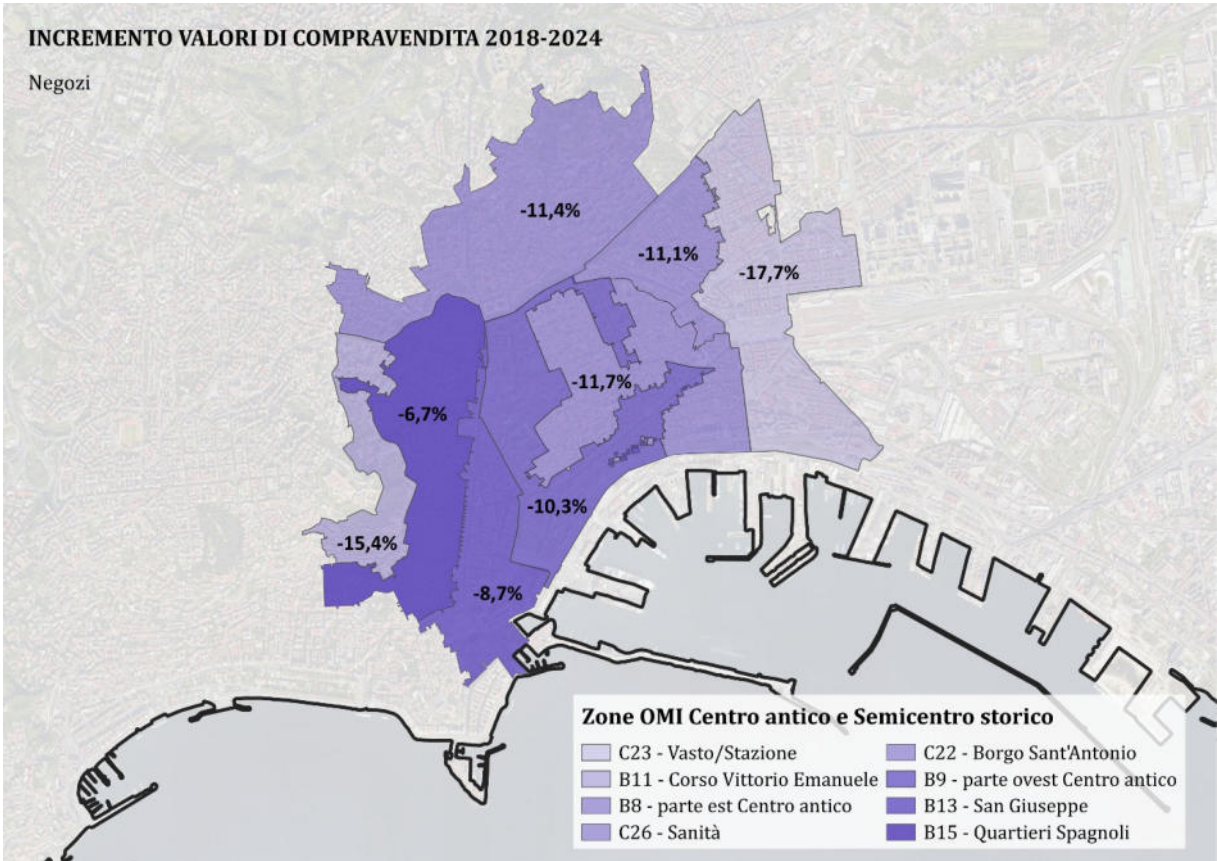 INCREMENTO VALORI DI COMPRAVENDITA 2018-2024
Negozi
-11,4%
-11,1%
-17,7%
-11,7%
-6,7%
-10,3%
-15,4%
-8,7%
Zone OMI Centro antico e Semicentro storico
C23 - Vasto/Stazione
B11 - Corso Vittorio Emanuele
B8 - parte est Centro antico
C26 - Sanità
C22 - Borgo Sant'Antonio
B9 - parte ovest Centro antico
B13 - San Giuseppe
B15 - Quartieri Spagnoli